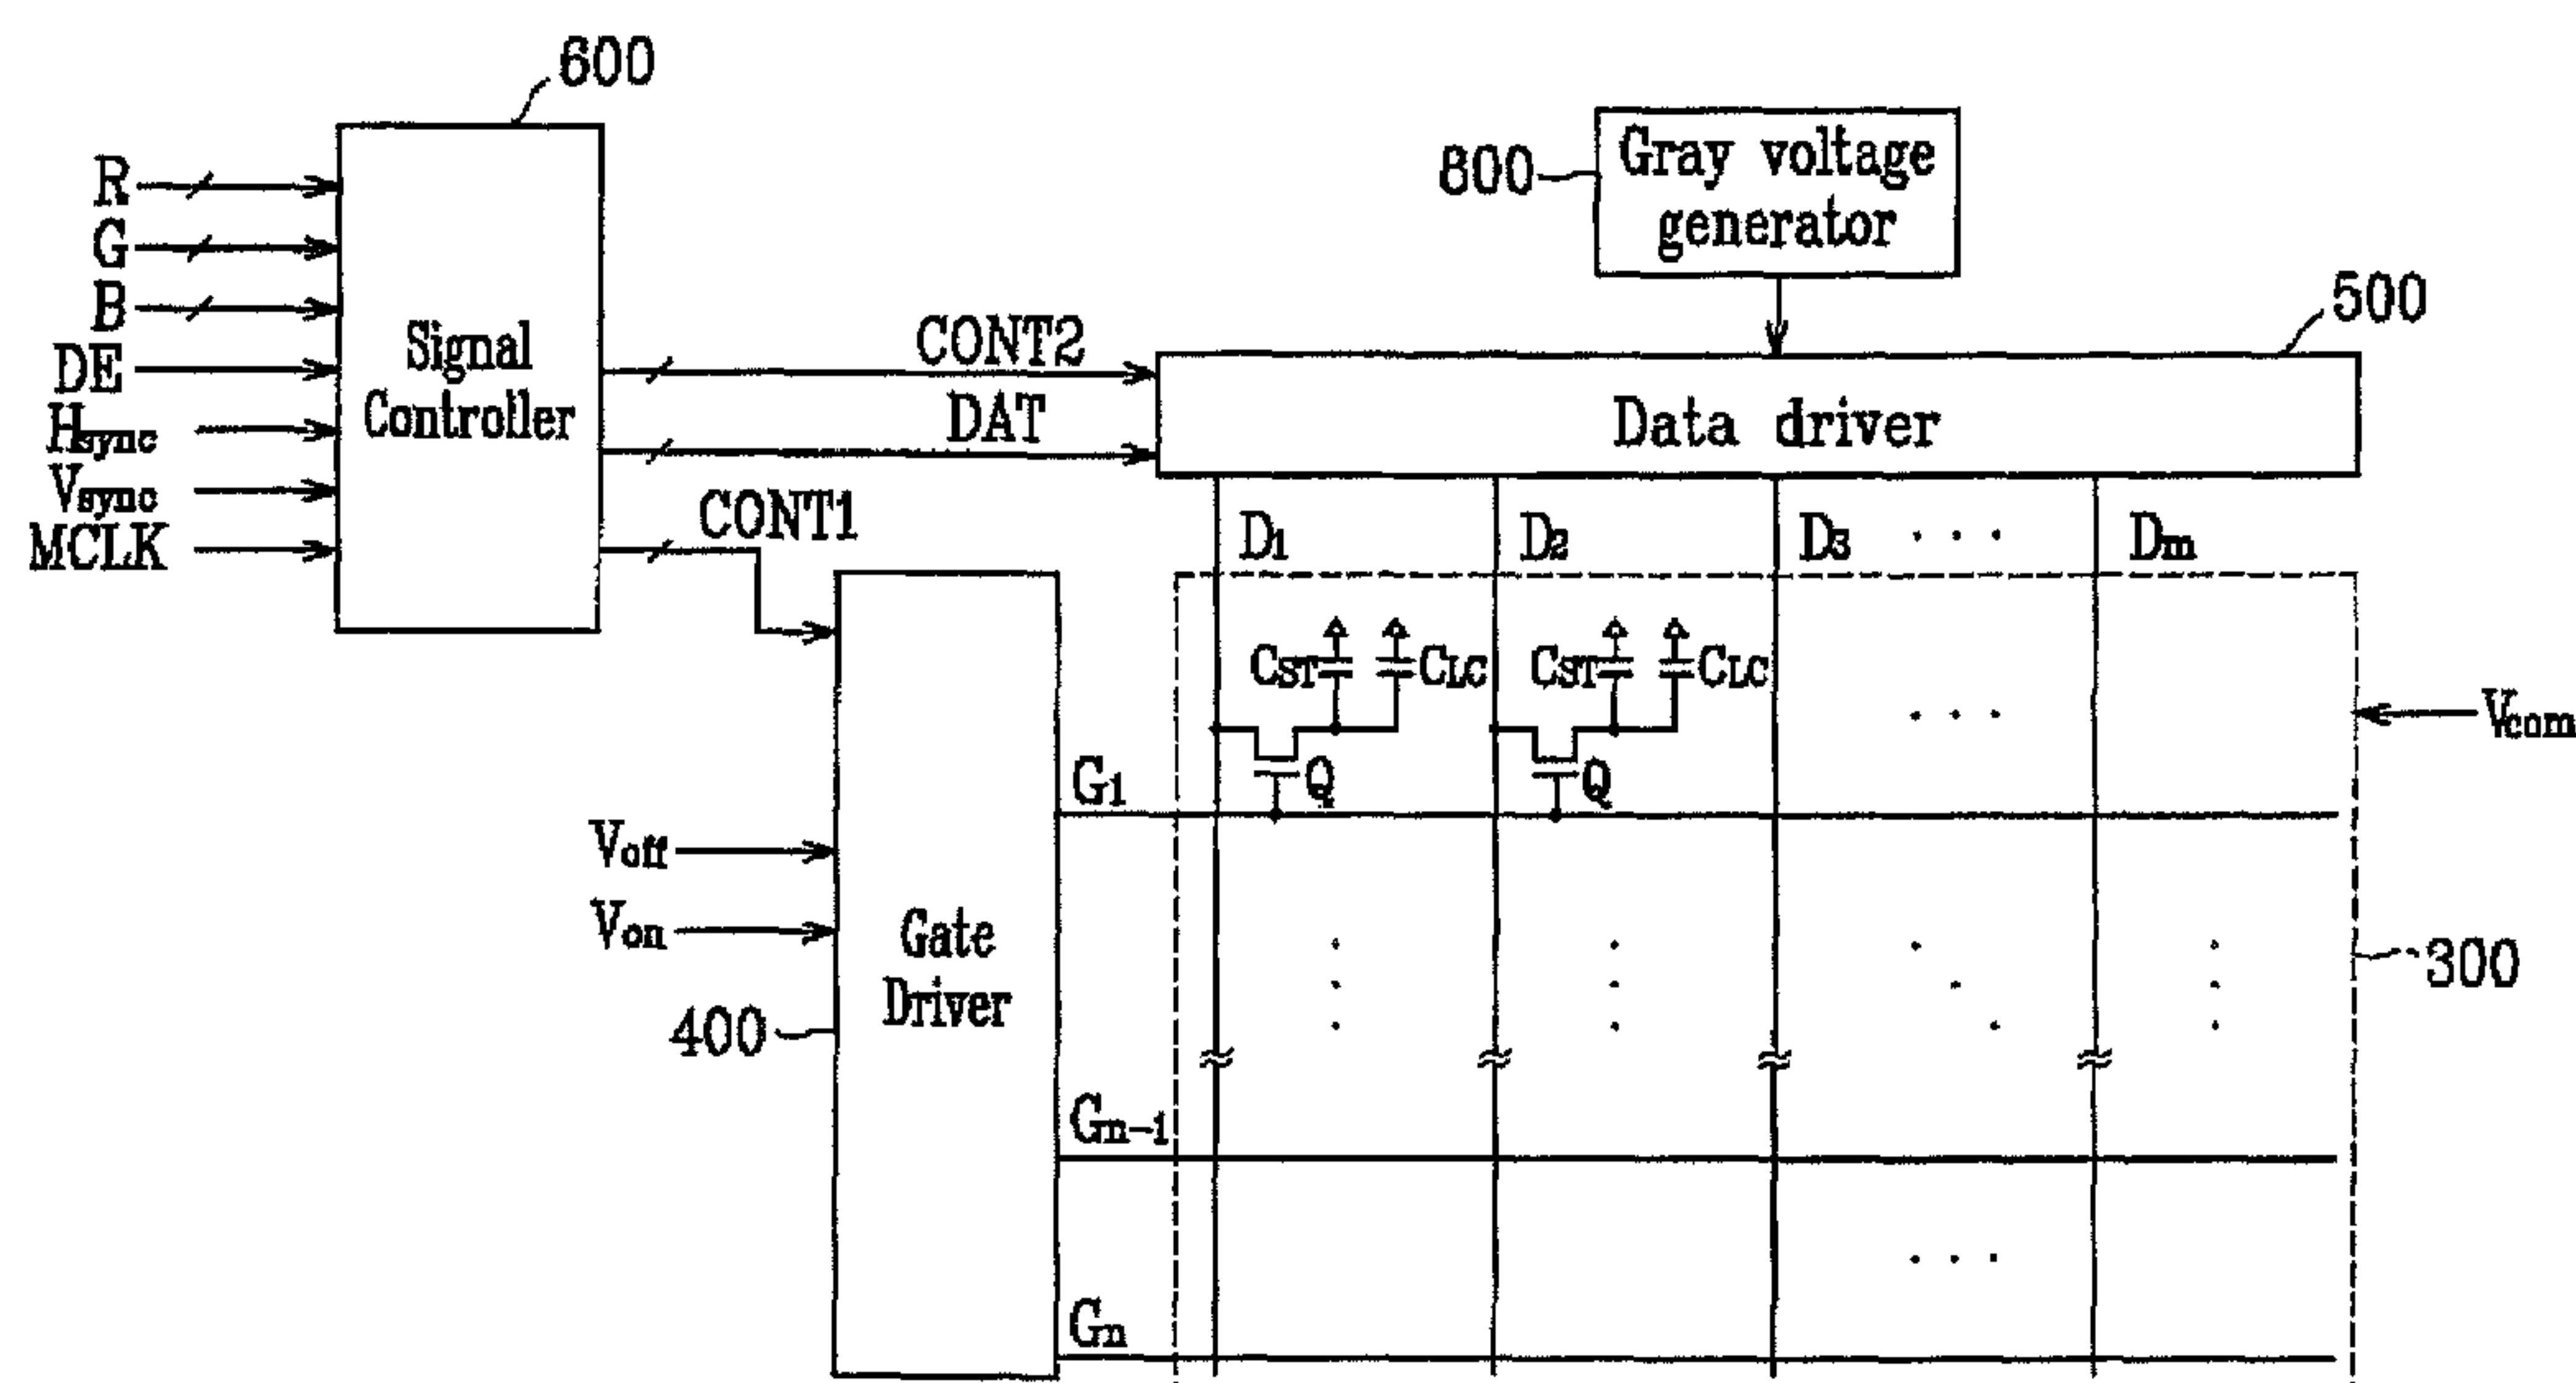 600
R
G
B
DE
Hsync
Vsync
MCLK
Signal
Controller
CONT2
DAT
CONT1
800
Gray voltage
generator
500
Data driver
D1
D2
D3
. . .
Dm
CST
CLC
CST
CLC
Q
Q
. . .
Vcom
G1
Voff
Von
Gate
Driver
400
300
Gn-1
. . .
Gn